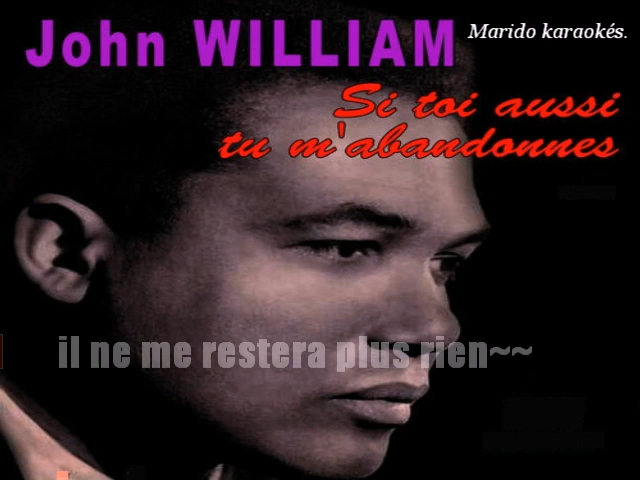 John WILLIAM
Marido karaokés.
Si toi aussi
tu m'abandonnes
il ne me restera plus rien~~